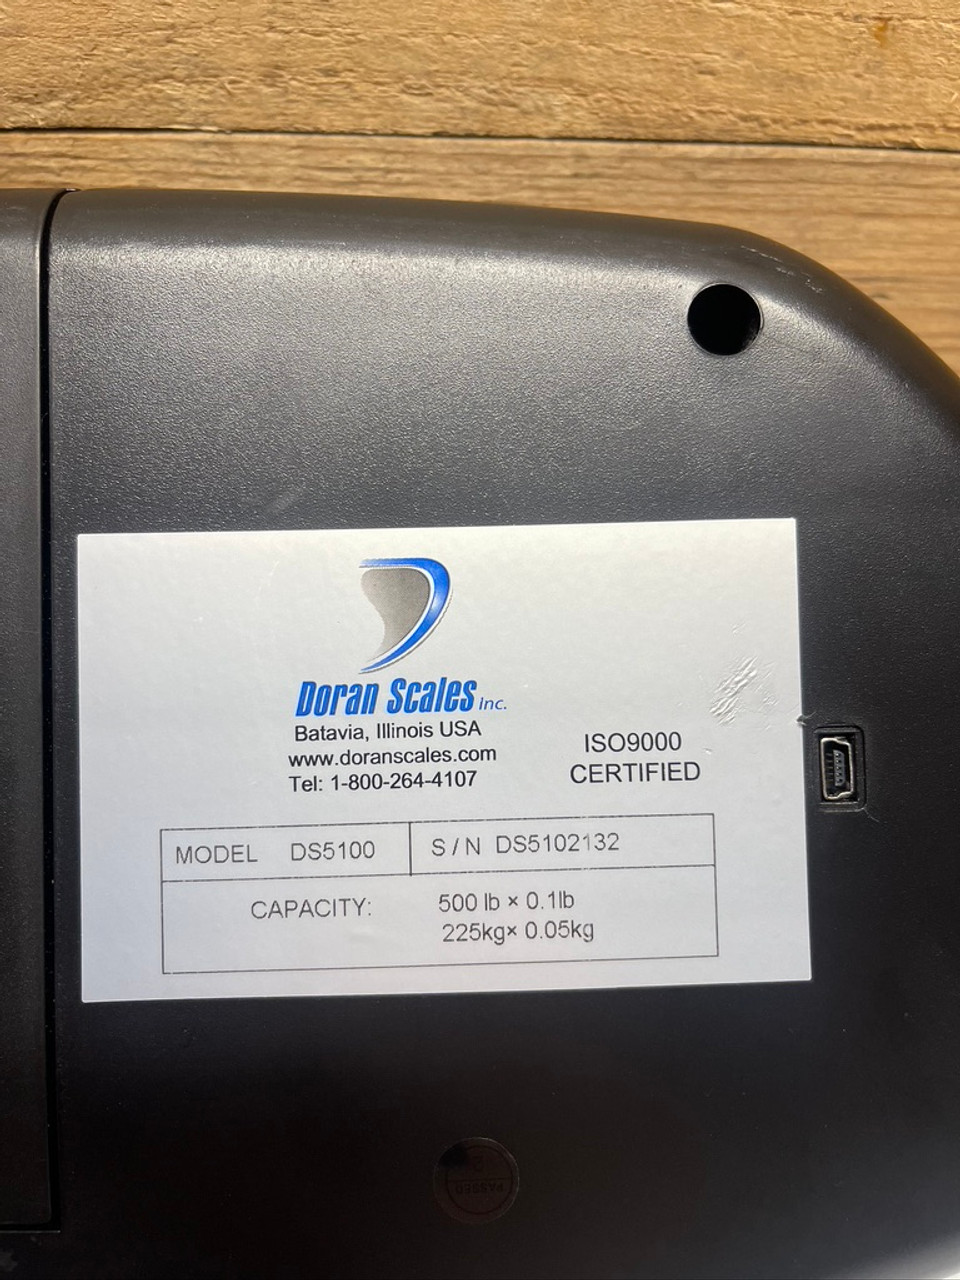 Doran Scales Inc.
Batavia, Illinois USA
www.doranscales.com
Tel: 1-800-264-4107
ISO9000
CERTIFIED
MODEL DS5100
S / N DS5102132
CAPACITY: 500 lb × 0.1lb
225kg× 0.05kg
PASSED